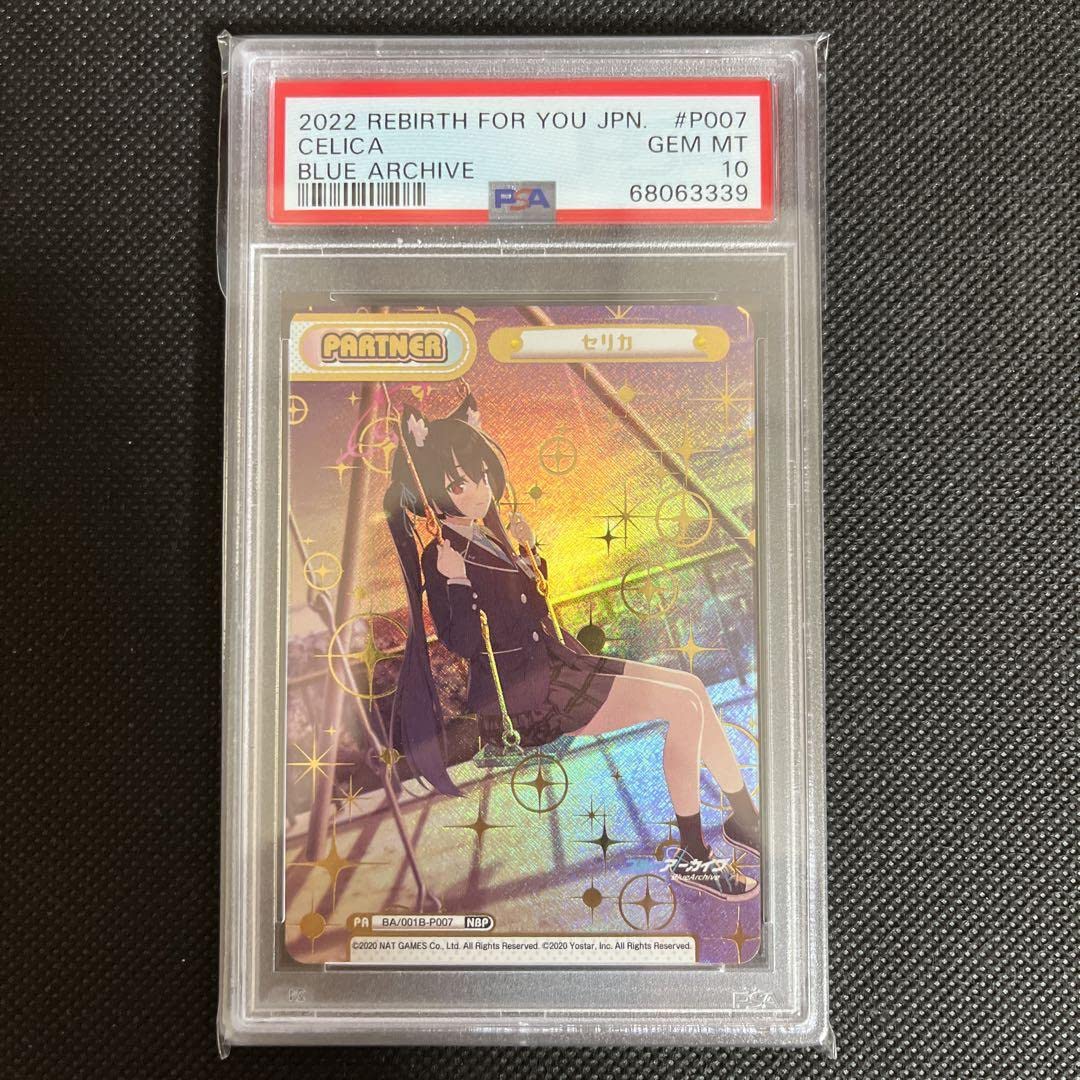 2022 REBIRTH FOR YOU JPN. #P007
CELICA GEM MT
BLUE ARCHIVE 10
PSA 68063339
PARTNER
セリカ
アーカイブ
BlueArchive
PA BA/001B-P007 NBP
©2020 NAT GAMES Co., Ltd. All Rights Reserved. ©2020 Yostar, Inc. All Rights Reserved.
PSA